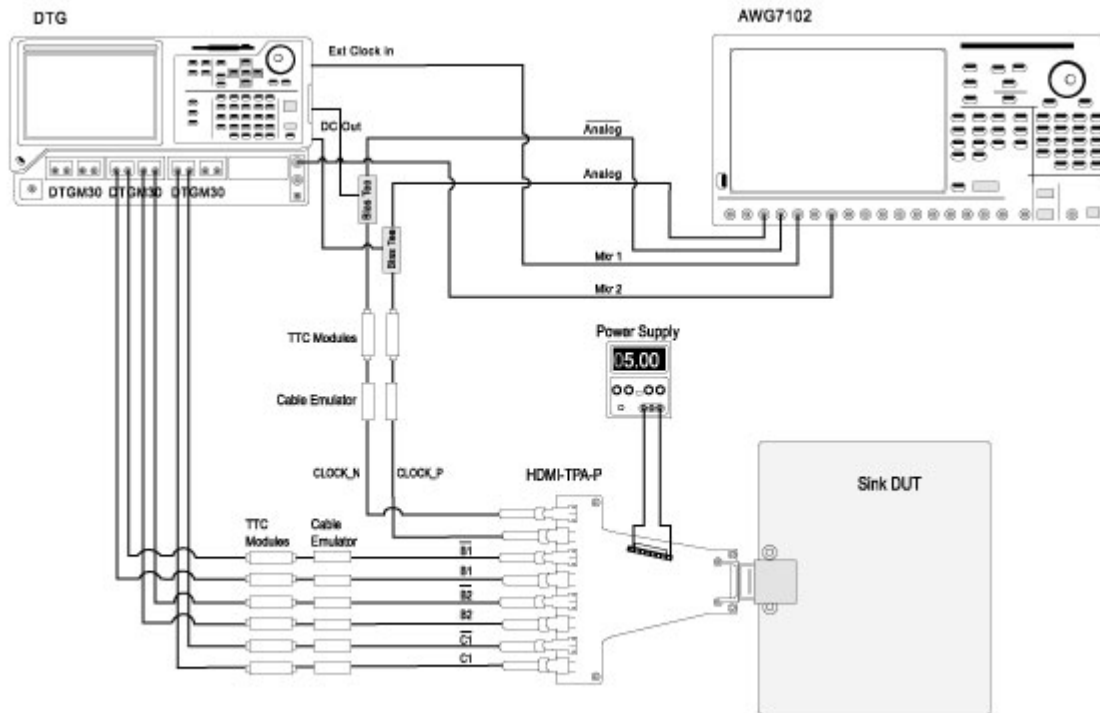 DTG
AWG7102
Ext Clock in
DC Out
Analog
Analog
DTGM30 DTGM30 DTGM30
Bias Tee
Bias Tee
Mkr 1
Mkr 2
TTC Modules
Power Supply
05.00
Cable Emulator
CLOCK_N
CLOCK_P
HDMI-TPA-P
Sink DUT
TTC
Modules
Cable
Emulator
B1
B1
B2
B2
C1
C1